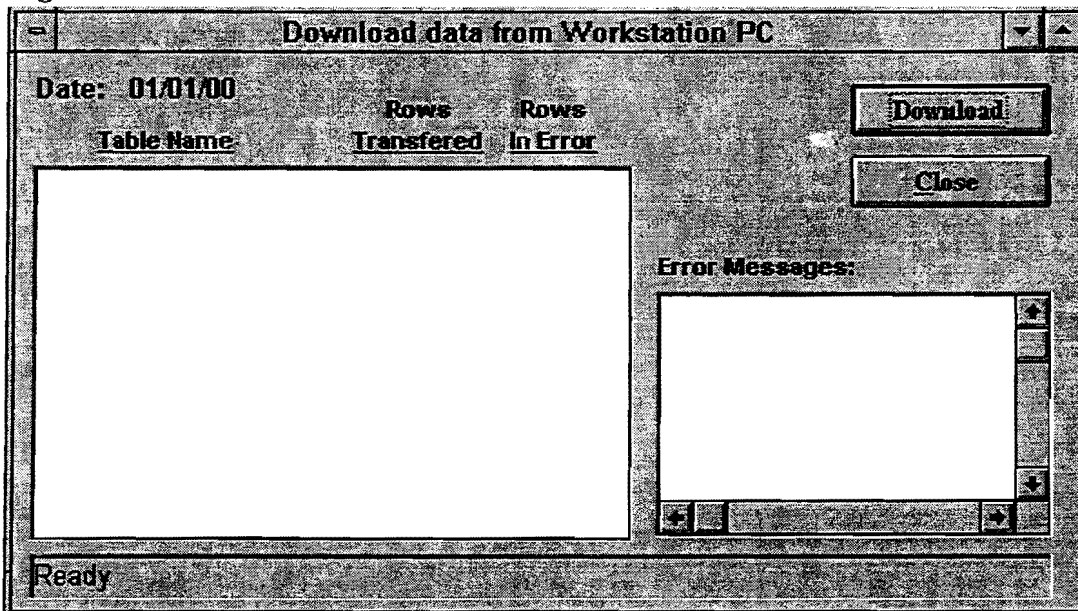 Download data from Workstation PC
Date: 01/01/00
Rows Rows
Table Name Transfered In Error
Download
Close
Error Messages:
Ready